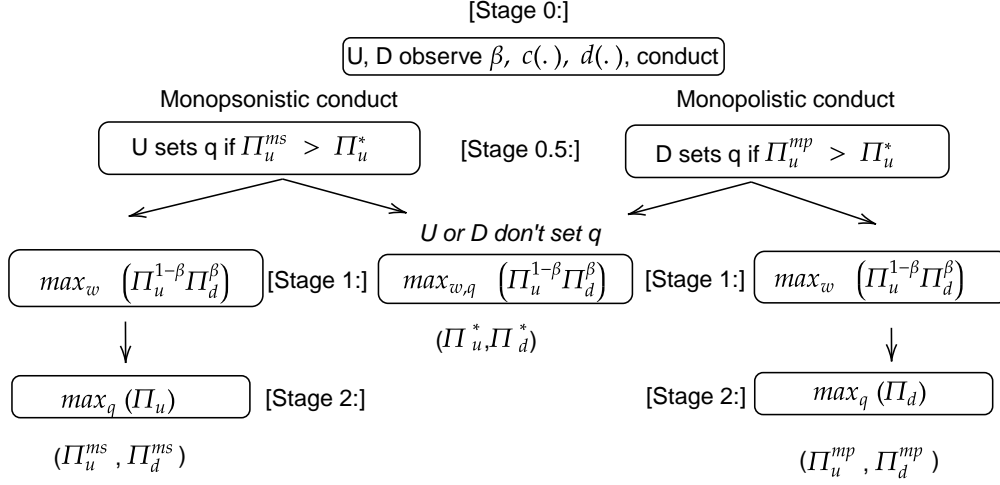 [Stage 0:]
U, D observe β, c(.), d(.), conduct
Monopsonistic conduct
Monopolistic conduct
U sets q if Π_u^{ms} > Π_u^*
[Stage 0.5:]
D sets q if Π_u^{mp} > Π_u^*
U or D don't set q
max_w (Π_u^{1−β} Π_d^β)
[Stage 1:]
max_{w,q} (Π_u^{1−β} Π_d^β)
[Stage 1:]
max_w (Π_u^{1−β} Π_d^β)
(Π_u^*, Π_d^*)
max_q (Π_u)
[Stage 2:]
[Stage 2:]
max_q (Π_d)
(Π_u^{ms}, Π_d^{ms})
(Π_u^{mp}, Π_d^{mp})